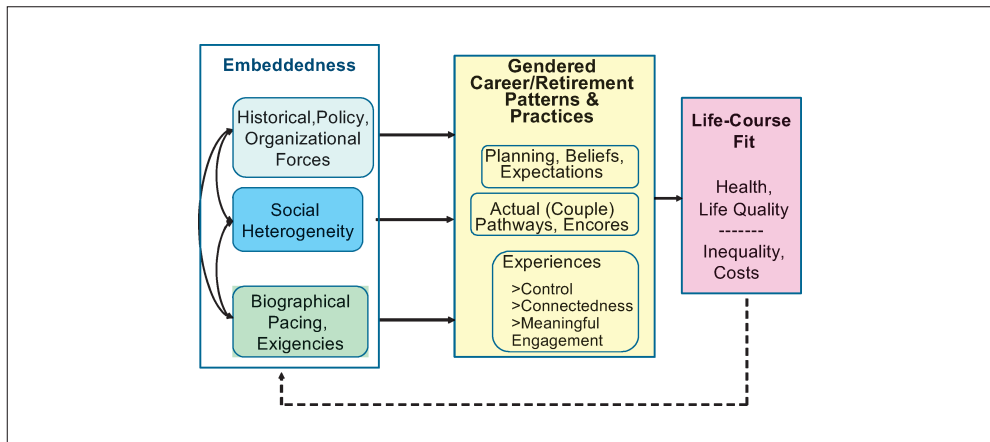 Embeddedness
Historical,Policy,
Organizational
Forces
Social
Heterogeneity
Biographical
Pacing,
Exigencies
Gendered
Career/Retirement
Patterns &
Practices
Planning, Beliefs,
Expectations
Actual (Couple)
Pathways, Encores
Experiences
>Control
>Connectedness
>Meaningful
Engagement
Life-Course
Fit
Health,
Life Quality
-------
Inequality,
Costs